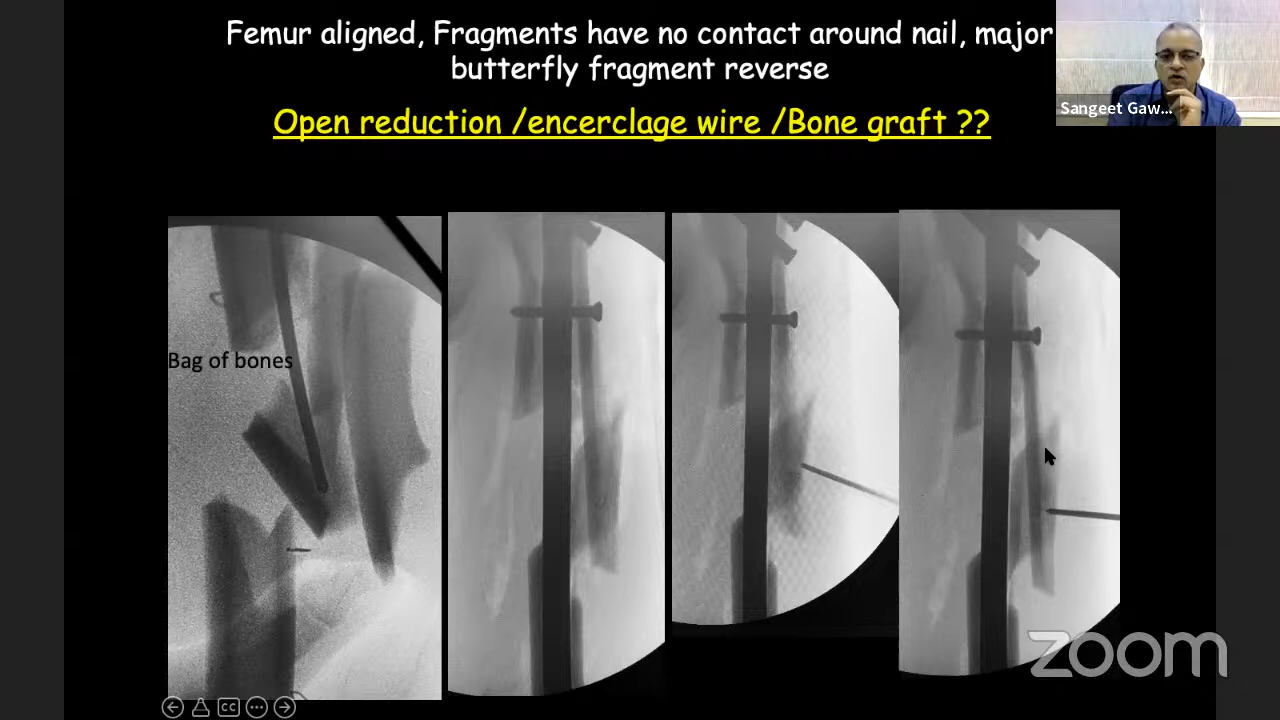 Femur aligned, Fragments have no contact around nail, major
butterfly fragment reverse
Open reduction /encerclage wire /Bone graft ??
Sangeet Gaw...
Bag of bones
zoom
CC